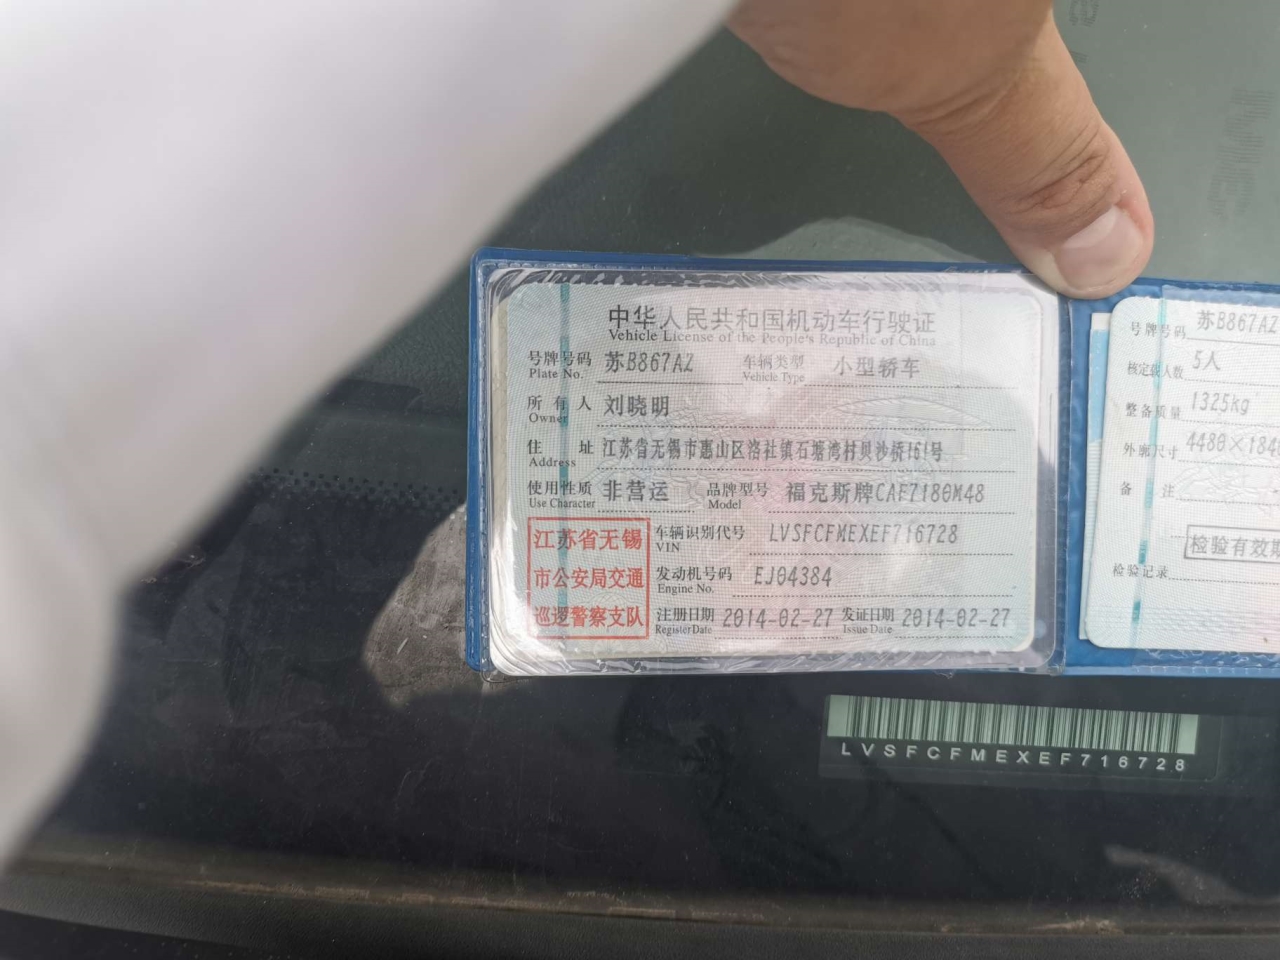 中华人民共和国机动车行驶证
Vehicle License of the People's Republic of China
号牌号码 苏B867AZ 车辆类型 小型轿车
Plate No. Vehicle Type
所有人 刘晓明
Owner
住址 江苏省无锡市惠山区洛社镇石塘湾村贝沙桥161号
Address
使用性质 非营运 品牌型号 福克斯牌CAF7180M48
Use Character Model
江苏省无锡
市公安局交通
巡逻警察支队
车辆识别代号 LVSFCFMEXEF716728
VIN
发动机号码 EJ04384
Engine No.
注册日期 2014-02-27 发证日期 2014-02-27
Register Date Issue Date
号牌号码 苏B867AZ
核定载人数 5人
整备质量 1325kg
外廓尺寸 4480×184
备注
检验有效期
检验记录
LVSFCFMEXEF716728